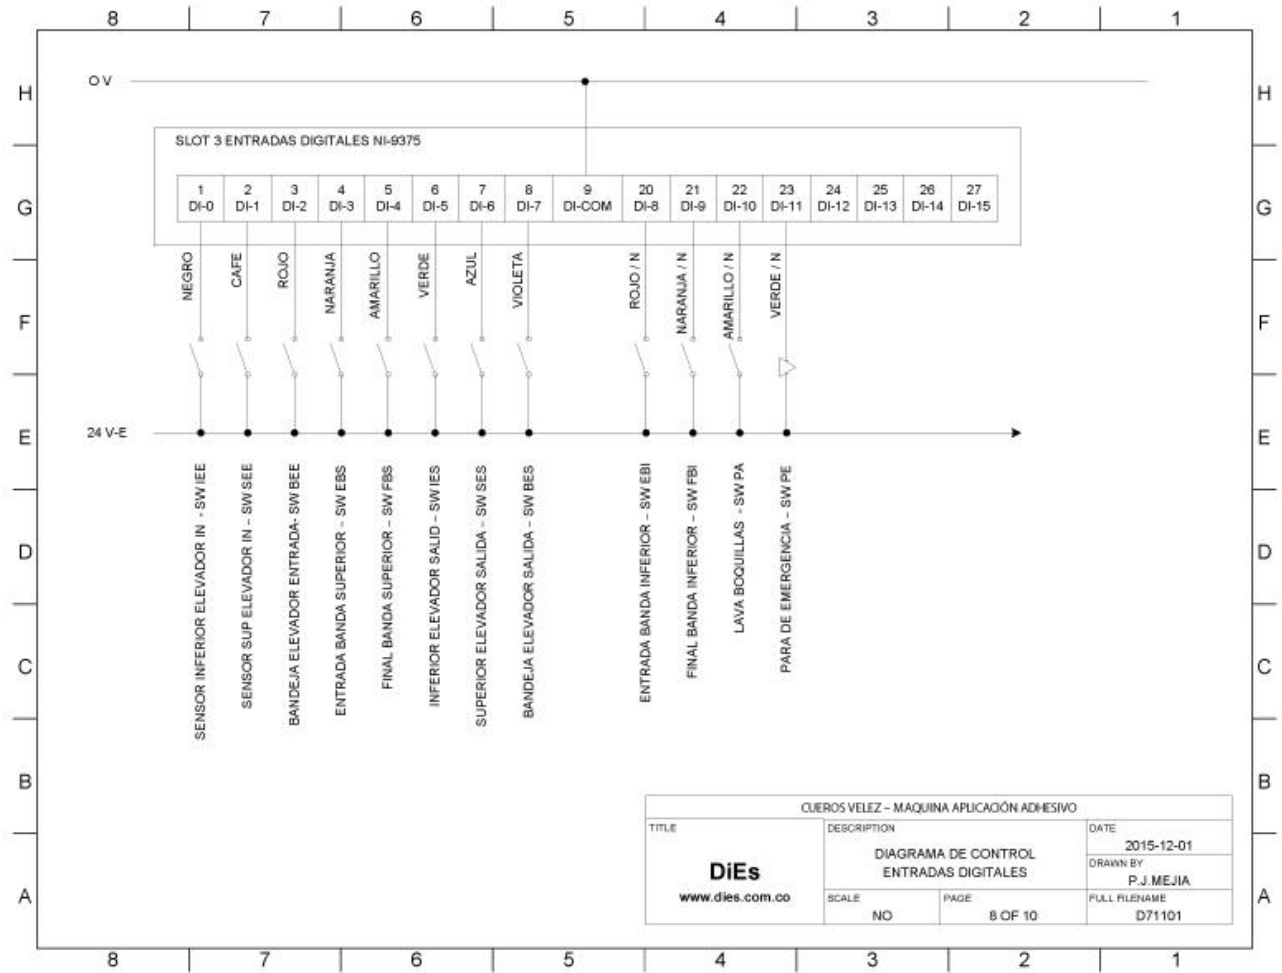 8 7 6 5 4 3 2 1
H H
O V
SLOT 3 ENTRADAS DIGITALES NI-9375
1 2 3 4 5 6 7 8 9 20 21 22 23 24 25 26 27
DI-0 DI-1 DI-2 DI-3 DI-4 DI-5 DI-6 DI-7 DI-COM DI-8 DI-9 DI-10 DI-11 DI-12 DI-13 DI-14 DI-15
G G
NEGRO
CAFE
ROJO
NARANJA
AMARILLO
VERDE
AZUL
VIOLETA
ROJO / N
NARANJA / N
AMARILLO / N
VERDE / N
F F
24 V-E
E E
SENSOR INFERIOR ELEVADOR IN - SW IEE
SENSOR SUP ELEVADOR IN – SW SEE
BANDEJA ELEVADOR ENTRADA- SW BEE
ENTRADA BANDA SUPERIOR – SW EBS
FINAL BANDA SUPERIOR – SW FBS
INFERIOR ELEVADOR SALID – SW IES
SUPERIOR ELEVADOR SALIDA – SW SES
BANDEJA ELEVADOR SALIDA – SW BES
ENTRADA BANDA INFERIOR – SW EBI
FINAL BANDA INFERIOR – SW FBI
LAVA BOQUILLAS - SW PA
PARA DE EMERGENCIA – SW PE
D D
C C
B B
CUEROS VELEZ – MAQUINA APLICACIÓN ADHESIVO
TITLE
DiEs
www.dies.com.co
DESCRIPTION
DIAGRAMA DE CONTROL
ENTRADAS DIGITALES
DATE
2015-12-01
DRAWN BY
P.J.MEJIA
SCALE
NO
PAGE
8 OF 10
FULL FILENAME
D71101
A A
8 7 6 5 4 3 2 1